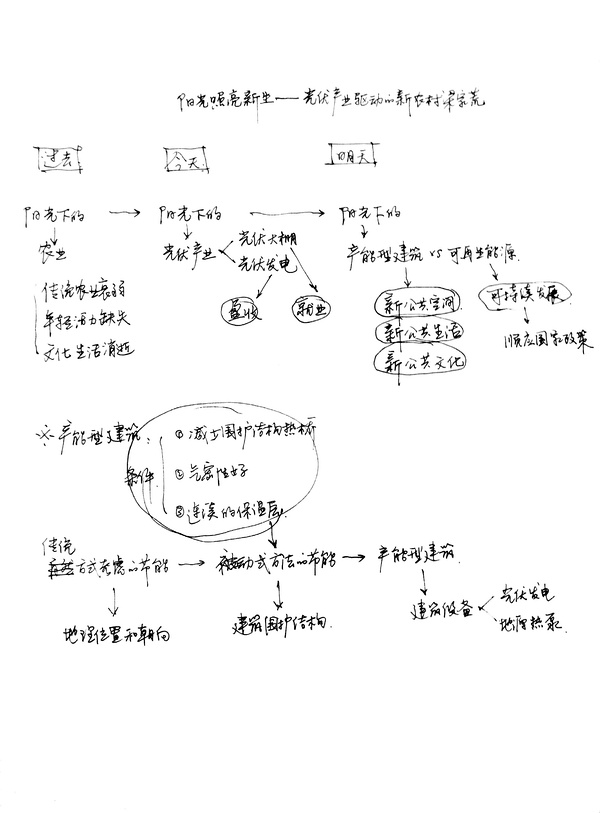 阳光照亮新生——光伏产业驱动的新农村梁家荒
过去 今天 明天
阳光下的 → 阳光下的 → 阳光下的
农业 光伏产业 光伏大棚 光伏发电 产能型建筑 VS 可再生能源
传统农业衰弱
年轻活力缺失
文化生活消逝
盈收 就业
新公共空间
新公共生活
新公共文化
可持续发展
顺应国家政策
※产能型建筑:
条件
① 减少围护结构热桥
② 气密性好
③ 连续的保温层
传统
方式考虑的节能 → 被动式方法的节能 → 产能型建筑
地理位置和朝向 建筑围护结构 建筑设备 光伏发电
地源热泵